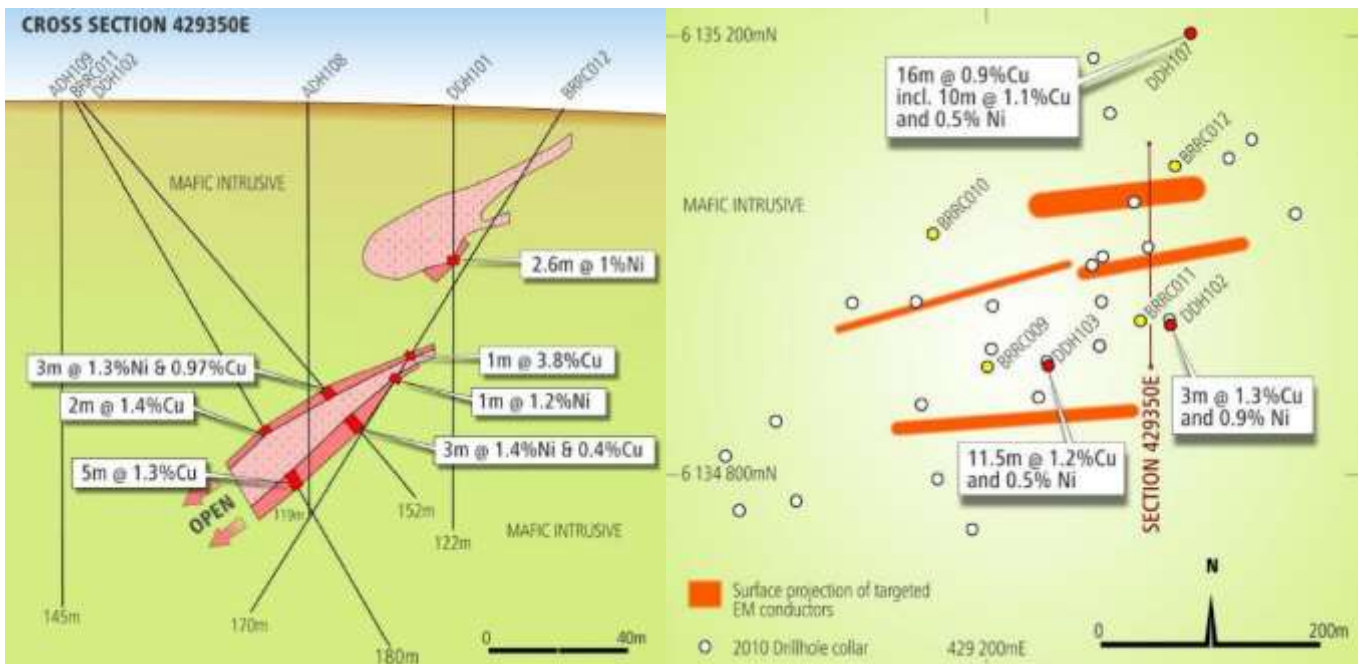 CROSS SECTION 429350E
ADH109
BRRC011
DDH102
ADH108
DDH101
BRRC012
MAFIC INTRUSIVE
2.6m @ 1%Ni
3m @ 1.3%Ni & 0.97%Cu
1m @ 3.8%Cu
2m @ 1.4%Cu
1m @ 1.2%Ni
3m @ 1.4%Ni & 0.4%Cu
5m @ 1.3%Cu
OPEN
119m
152m
122m
MAFIC INTRUSIVE
145m
170m
180m
0
40m
6 135 200mN
16m @ 0.9%Cu
incl. 10m @ 1.1%Cu
and 0.5% Ni
DDH107
BRRC012
MAFIC INTRUSIVE
BRRC010
BRRC011
DDH102
BRRC009
DDH103
3m @ 1.3%Cu
and 0.9% Ni
SECTION 429350E
11.5m @ 1.2%Cu
and 0.5% Ni
6 134 800mN
Surface projection of targeted
EM conductors
2010 Drillhole collar
429 200mE
N
0
200m